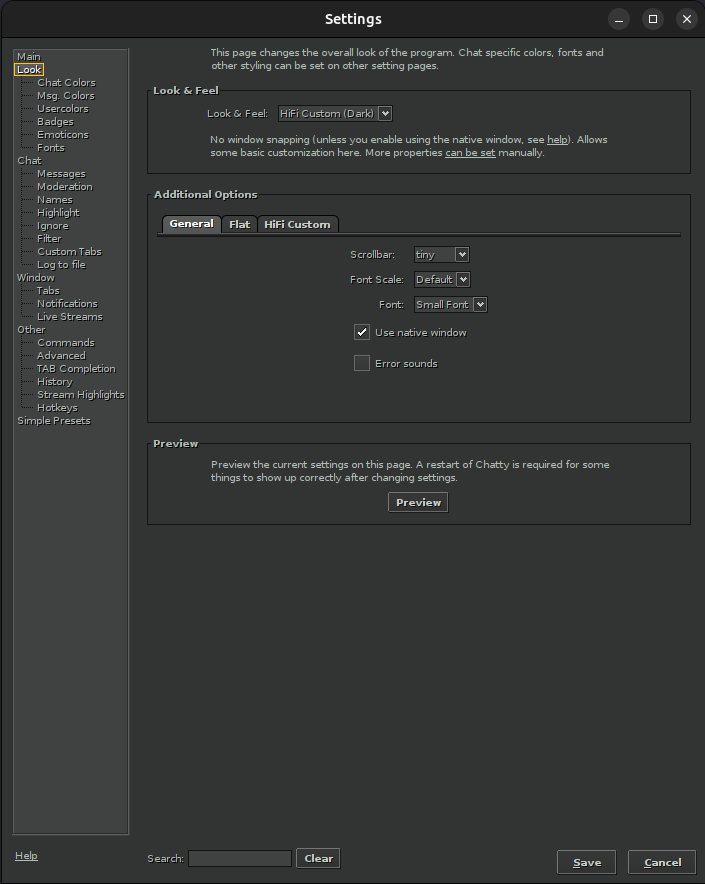 Settings
Main
Look
Chat Colors
Msg. Colors
Usercolors
Badges
Emoticons
Fonts
Chat
Messages
Moderation
Names
Highlight
Ignore
Filter
Custom Tabs
Log to file
Window
Tabs
Notifications
Live Streams
Other
Commands
Advanced
TAB Completion
History
Stream Highlights
Hotkeys
Simple Presets
This page changes the overall look of the program. Chat specific colors, fonts and
other styling can be set on other setting pages.
Look & Feel
Look & Feel: HiFi Custom (Dark)
No window snapping (unless you enable using the native window, see help). Allows
some basic customization here. More properties can be set manually.
Additional Options
General Flat HiFi Custom
Scrollbar: tiny
Font Scale: Default
Font: Small Font
Use native window
Error sounds
Preview
Preview the current settings on this page. A restart of Chatty is required for some
things to show up correctly after changing settings.
Preview
Help
Search: Clear
Save Cancel